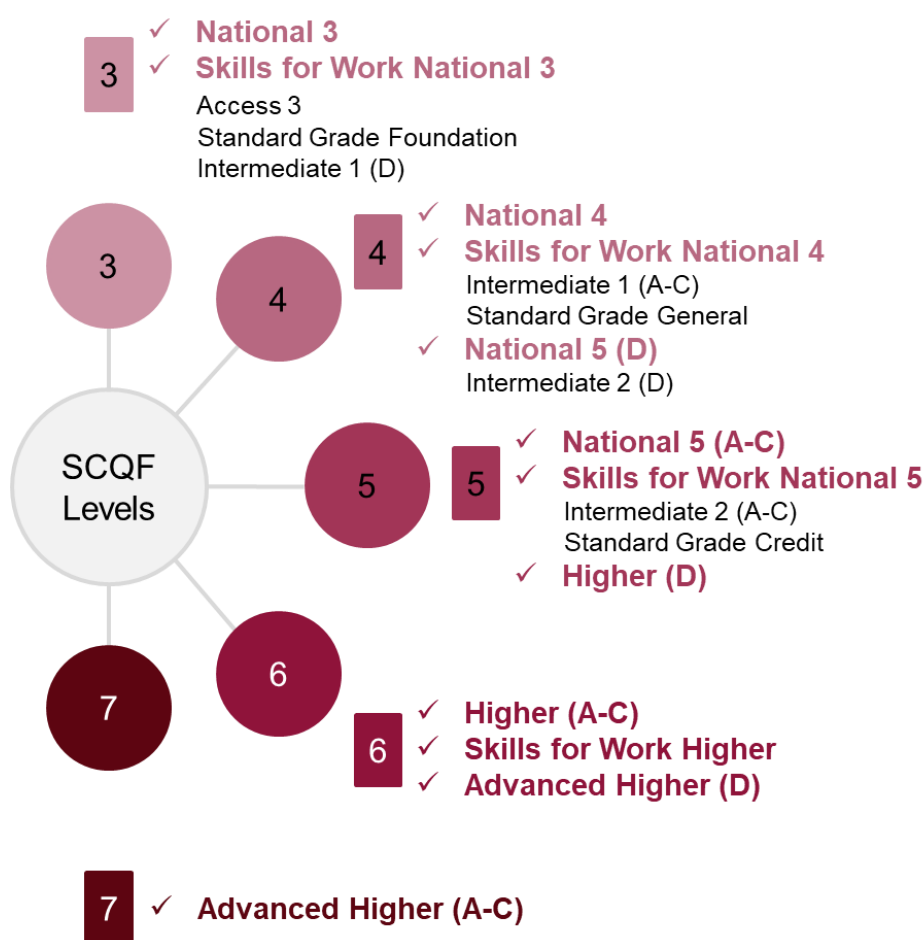 3
✓ National 3
✓ Skills for Work National 3
Access 3
Standard Grade Foundation
Intermediate 1 (D)
3
4
4
✓ National 4
✓ Skills for Work National 4
Intermediate 1 (A-C)
Standard Grade General
✓ National 5 (D)
Intermediate 2 (D)
SCQF
Levels
5
5
✓ National 5 (A-C)
✓ Skills for Work National 5
Intermediate 2 (A-C)
Standard Grade Credit
✓ Higher (D)
7
6
6
✓ Higher (A-C)
✓ Skills for Work Higher
✓ Advanced Higher (D)
7
✓ Advanced Higher (A-C)